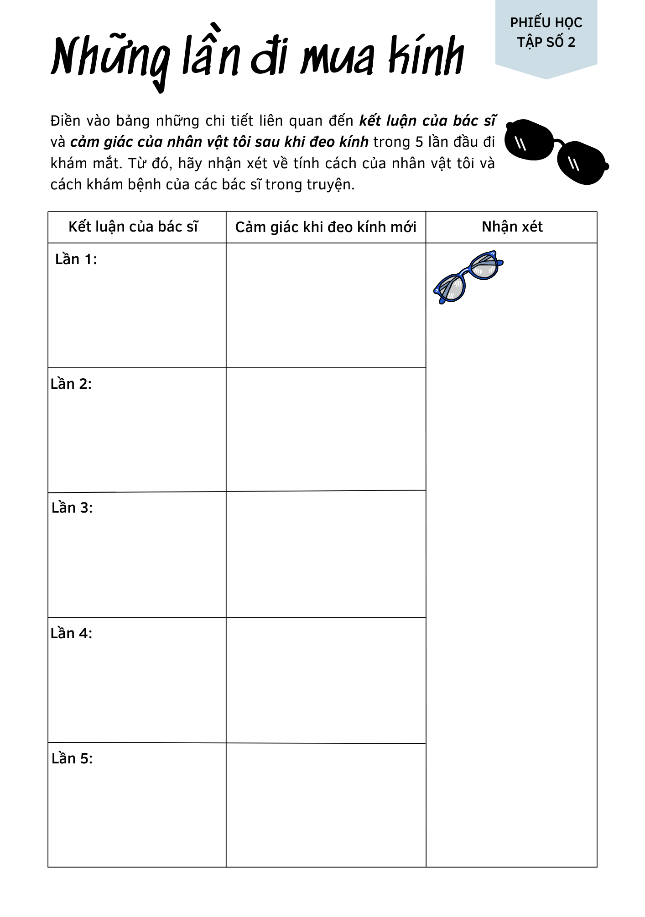 PHIẾU HỌC
TẬP SỐ 2
Những lần đi mua kính
Điền vào bảng những chi tiết liên quan đến kết luận của bác sĩ
và cảm giác của nhân vật tôi sau khi đeo kính trong 5 lần đầu đi
khám mắt. Từ đó, hãy nhận xét về tính cách của nhân vật tôi và
cách khám bệnh của các bác sĩ trong truyện.
Kết luận của bác sĩ
Cảm giác khi đeo kính mới
Nhận xét
Lần 1:
Lần 2:
Lần 3:
Lần 4:
Lần 5: